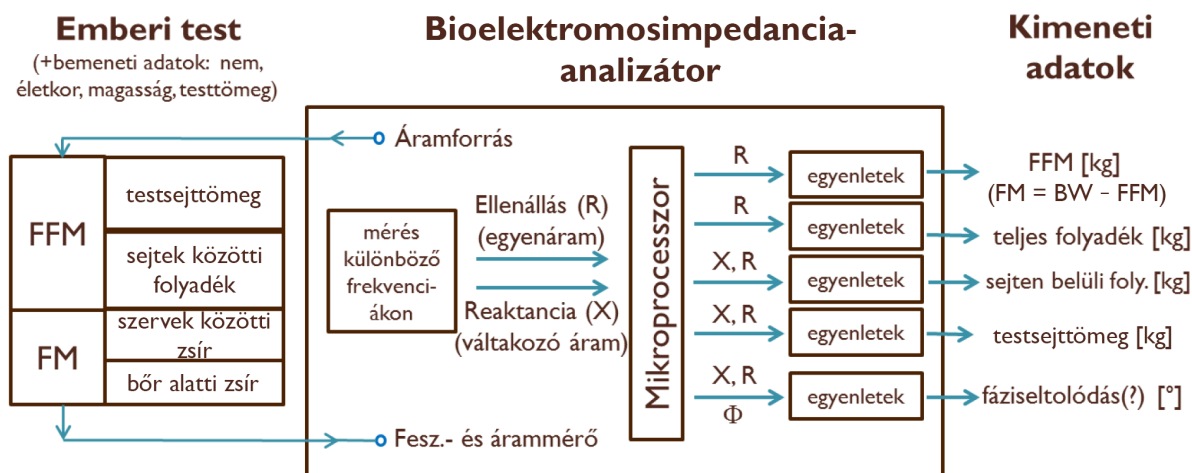 Emberi test
(+bemeneti adatok: nem,
életkor, magasság, testtömeg)
Bioelektromosimpedancia-
analizátor
Kimeneti
adatok
FFM
testsejttömeg
sejtek közötti
folyadék
FM
szervek közötti
zsír
bőr alatti zsír
Áramforrás
mérés
különböző
frekvenci-
ákon
Ellenállás (R)
(egyenáram)
Reaktancia (X)
(váltakozó áram)
Fesz.- és árammérő
Mikroprocesszor
R
egyenletek
FFM [kg]
(FM = BW – FFM)
R
egyenletek
teljes folyadék [kg]
X, R
egyenletek
sejten belüli foly. [kg]
X, R
egyenletek
testsejttömeg [kg]
X, R
Φ
egyenletek
fáziseltolódás(?) [°]